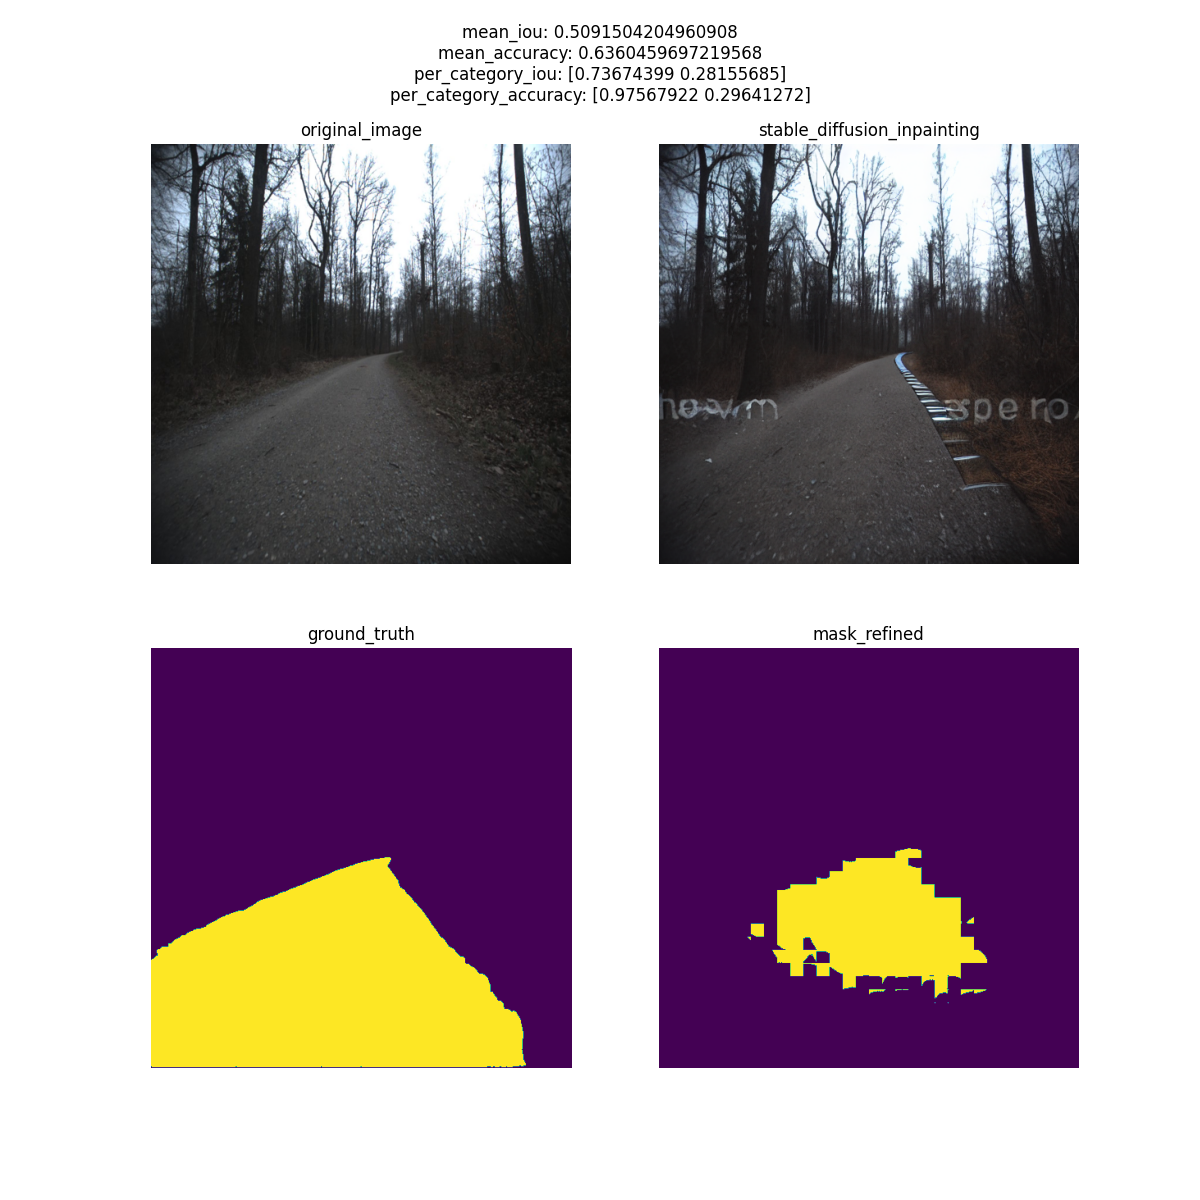 mean_iou: 0.5091504204960908
mean_accuracy: 0.6360459697219568
per_category_iou: [0.73674399 0.28155685]
per_category_accuracy: [0.97567922 0.29641272]
original_image
stable_diffusion_inpainting
ground_truth
mask_refined